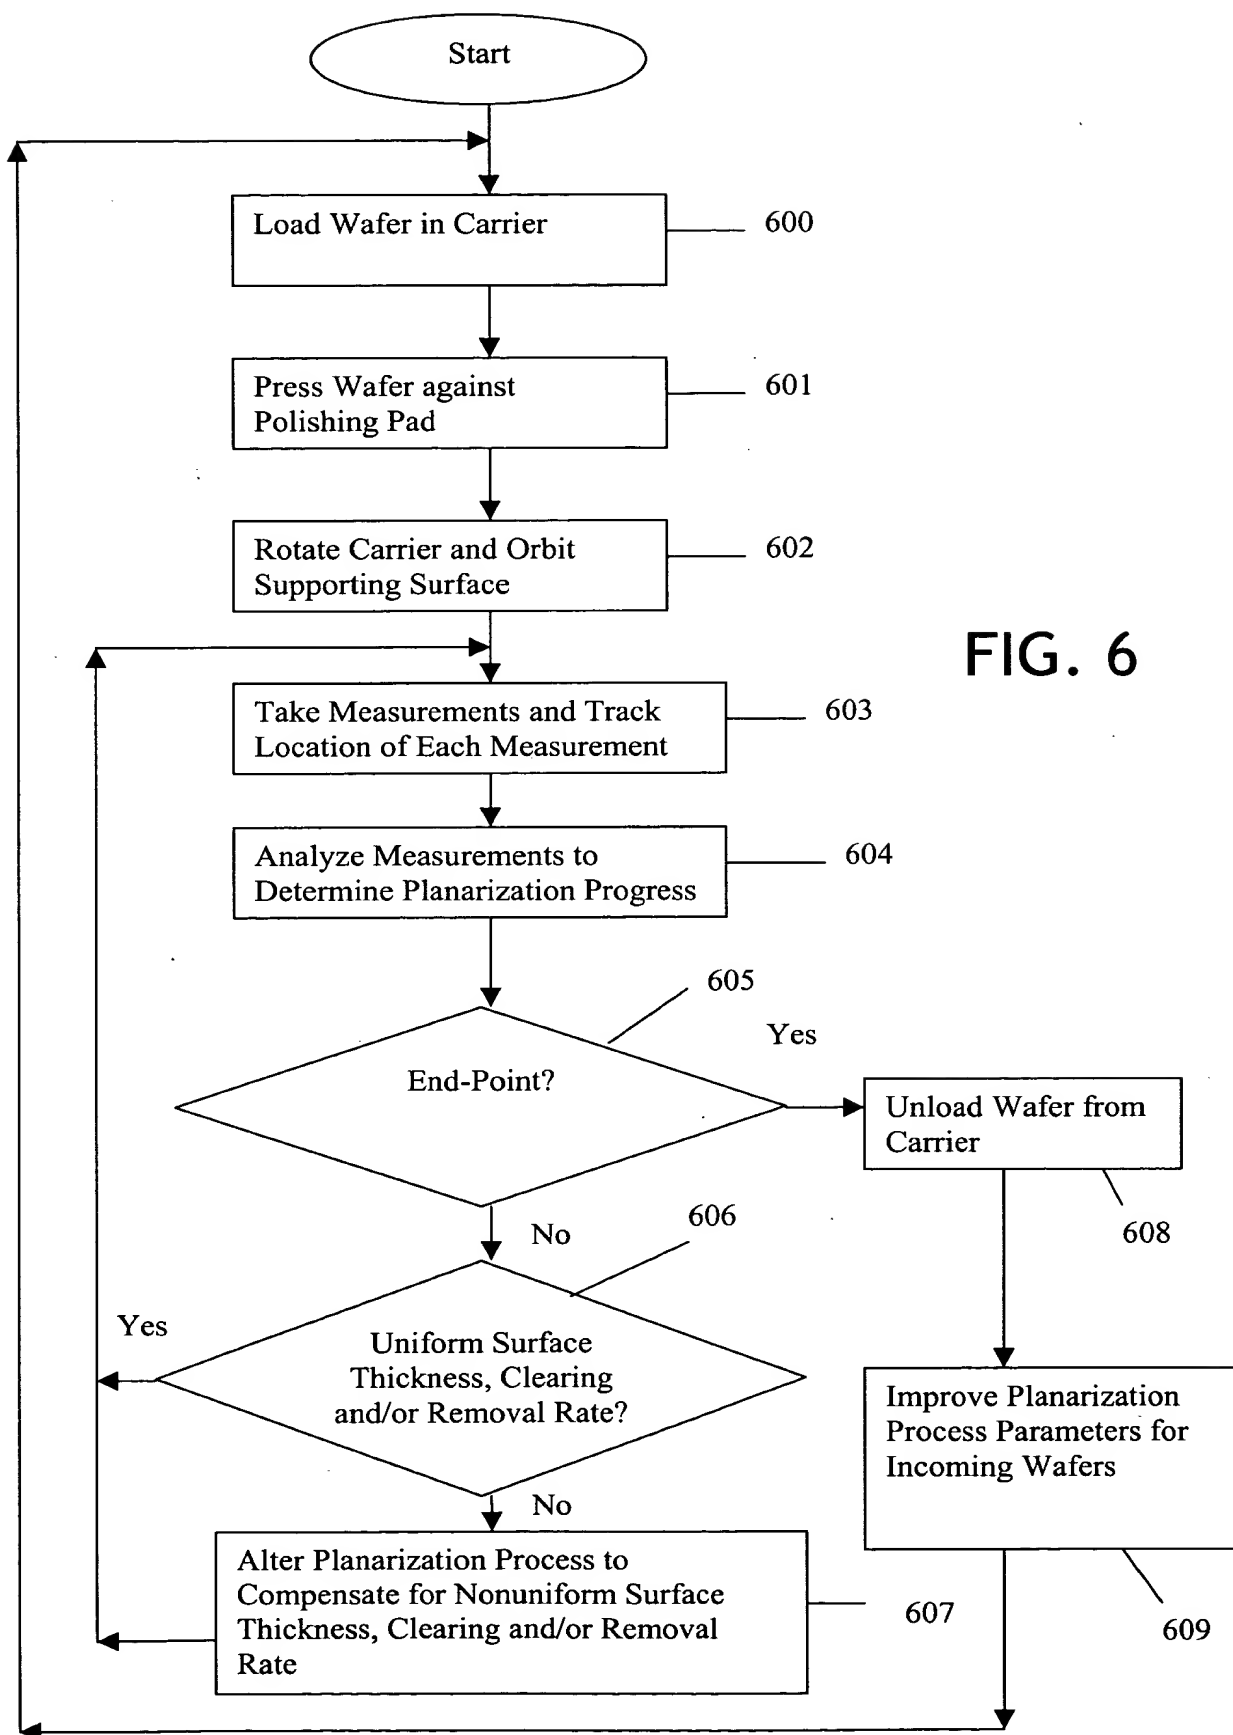 Start
Load Wafer in Carrier
600
Press Wafer against
Polishing Pad
601
Rotate Carrier and Orbit
Supporting Surface
602
FIG. 6
Take Measurements and Track
Location of Each Measurement
603
Analyze Measurements to
Determine Planarization Progress
604
605
End-Point?
Yes
Unload Wafer from
Carrier
608
No
606
Yes
Uniform Surface
Thickness, Clearing
and/or Removal Rate?
Improve Planarization
Process Parameters for
Incoming Wafers
609
No
Alter Planarization Process to
Compensate for Nonuniform Surface
Thickness, Clearing and/or Removal
Rate
607